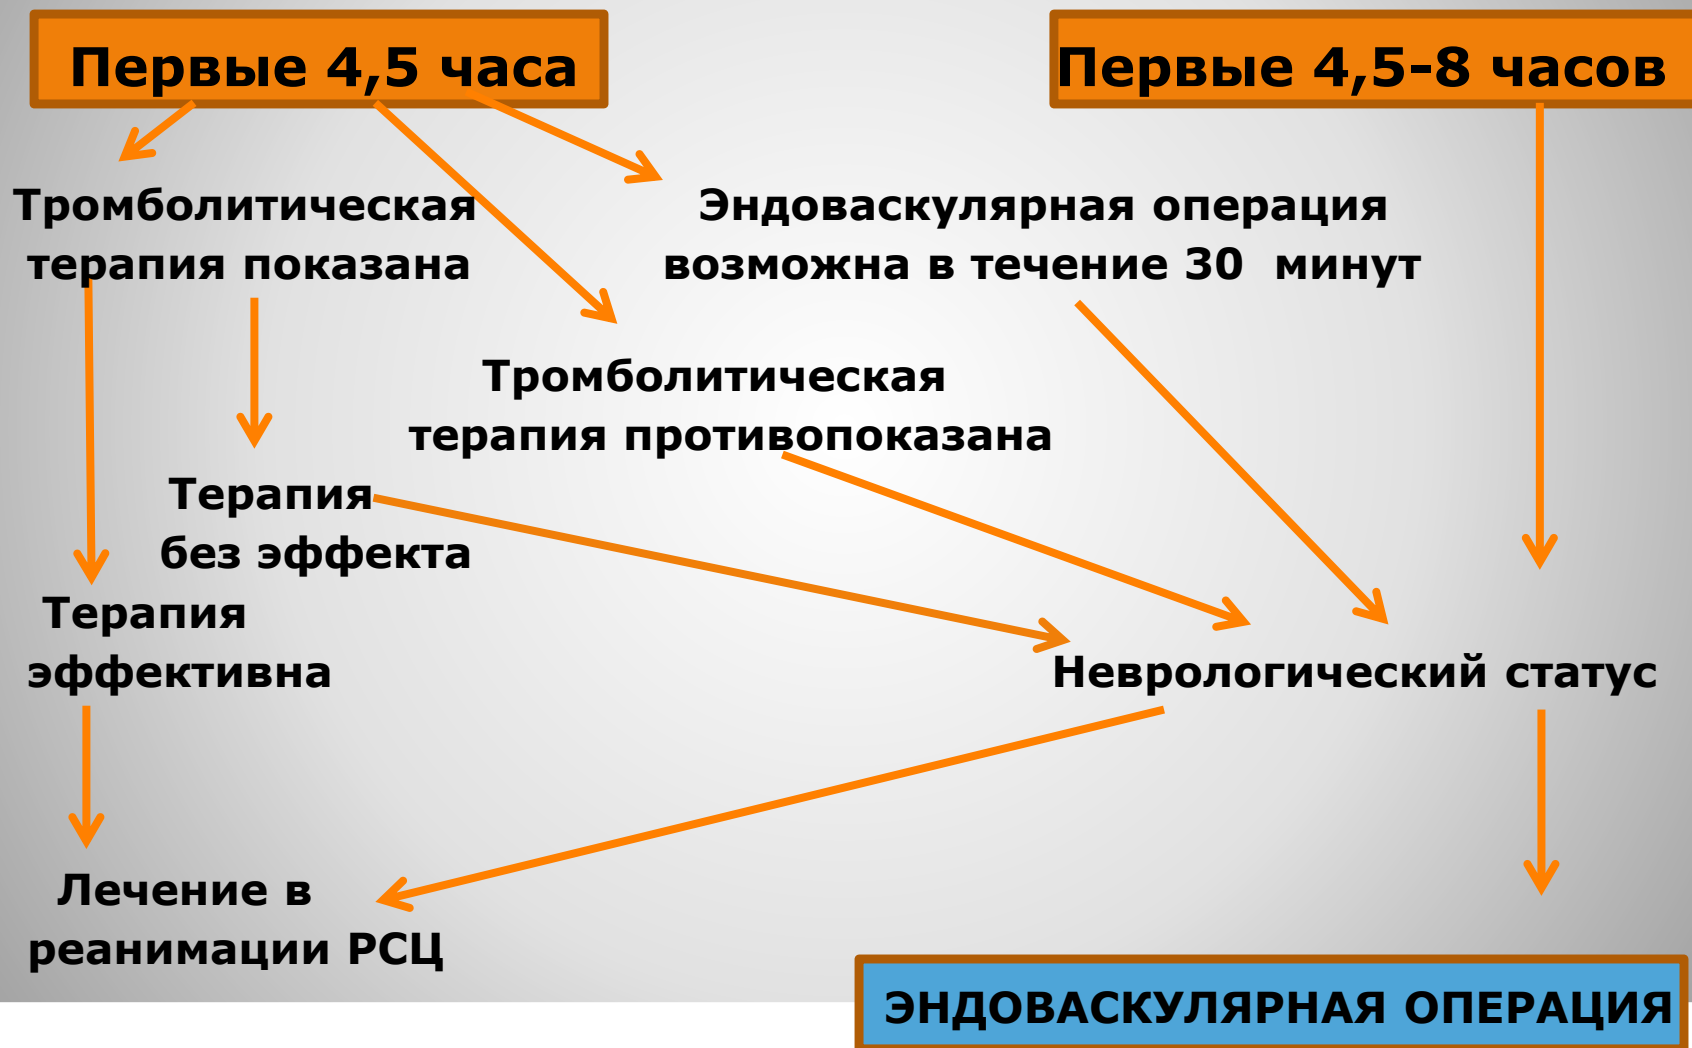 Первые 4,5 часа
Первые 4,5-8 часов
Тромболитическая
терапия показана
Эндоваскулярная операция
возможна в течение 30 минут
Тромболитическая
терапия противопоказана
Терапия
без эффекта
Терапия
эффективна
Неврологический статус
Лечение в
реанимации РСЦ
ЭНДОВАСКУЛЯРНАЯ ОПЕРАЦИЯ